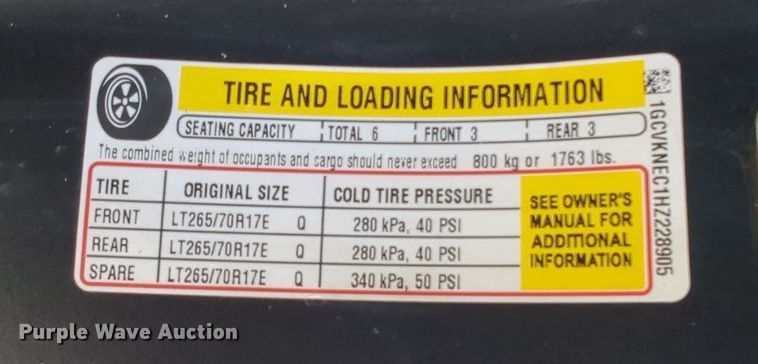 TIRE AND LOADING INFORMATION
SEATING CAPACITY TOTAL 6 FRONT 3 REAR 3
The combined weight of occupants and cargo should never exceed 800 kg or 1763 lbs.
TIRE ORIGINAL SIZE COLD TIRE PRESSURE
FRONT LT265/70R17E Q 280 kPa, 40 PSI
REAR LT265/70R17E Q 280 kPa, 40 PSI
SPARE LT265/70R17E Q 340 kPa, 50 PSI
SEE OWNER'S
MANUAL FOR
ADDITIONAL
INFORMATION
1GCVKNEC1HZ228905
Purple Wave Auction